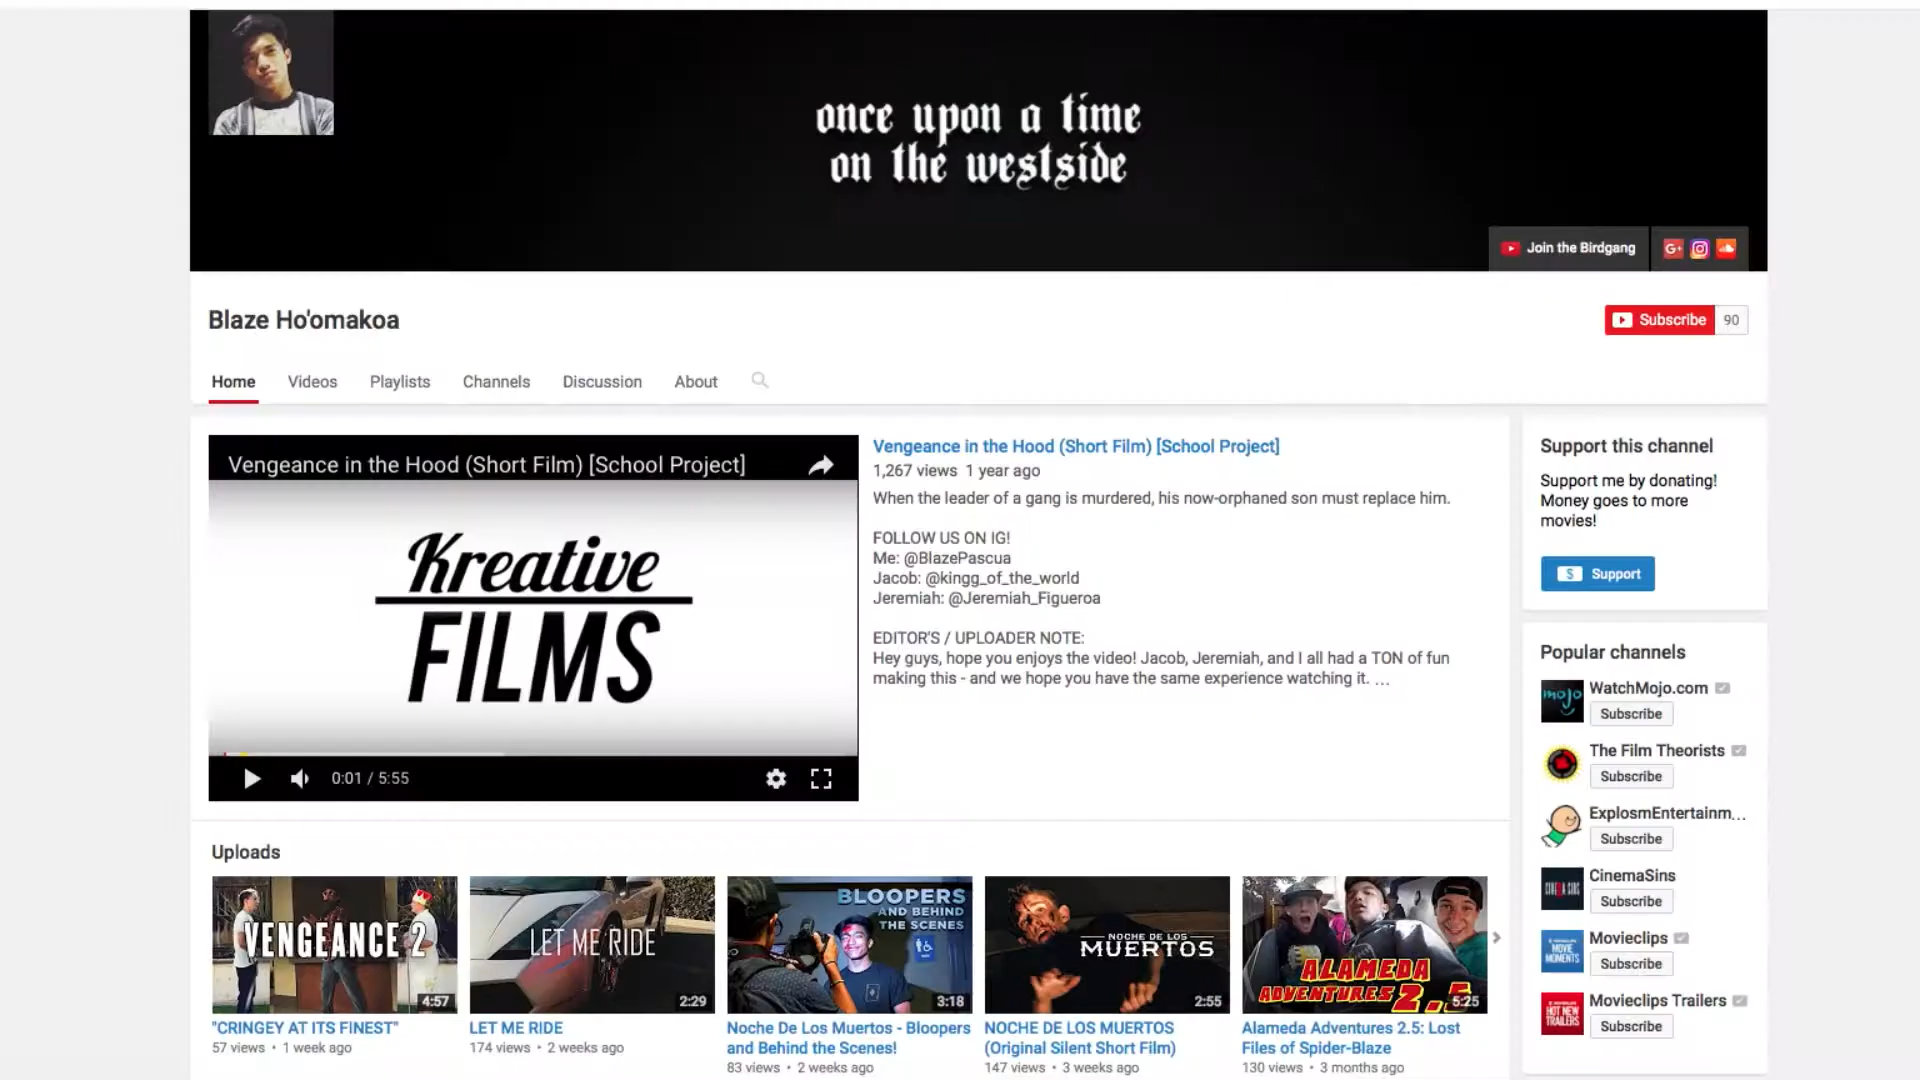 once upon a time
on the westside
Join the Birdgang
G+
Blaze Ho'omakoa
Subscribe 90
Home Videos Playlists Channels Discussion About
Vengeance in the Hood (Short Film) [School Project]
Kreative
FILMS
0:01 / 5:55
Vengeance in the Hood (Short Film) [School Project]
1,267 views 1 year ago
When the leader of a gang is murdered, his now-orphaned son must replace him.
FOLLOW US ON IG!
Me: @BlazePascua
Jacob: @kingg_of_the_world
Jeremiah: @Jeremiah_Figueroa
EDITOR'S / UPLOADER NOTE:
Hey guys, hope you enjoys the video! Jacob, Jeremiah, and I all had a TON of fun
making this - and we hope you have the same experience watching it. ...
Support this channel
Support me by donating!
Money goes to more
movies!
$ Support
Popular channels
mojo
WatchMojo.com
Subscribe
The Film Theorists
Subscribe
ExplosmEntertainm...
Subscribe
CINEMA SINS
CinemaSins
Subscribe
MOVIE
MOMENTS
Movieclips
Subscribe
HOT NEW
TRAILERS
Movieclips Trailers
Subscribe
Uploads
VENGEANCE 2
4:57
"CRINGEY AT ITS FINEST"
57 views • 1 week ago
LET ME RIDE
2:29
LET ME RIDE
174 views • 2 weeks ago
BLOOPERS
AND BEHIND
THE SCENES
3:18
Noche De Los Muertos - Bloopers
and Behind the Scenes!
83 views • 2 weeks ago
NOCHE DE LOS
MUERTOS
2:55
NOCHE DE LOS MUERTOS
(Original Silent Short Film)
147 views • 3 weeks ago
ALAMEDA
ADVENTURES 2.5
5:25
Alameda Adventures 2.5: Lost
Files of Spider-Blaze
130 views • 3 months ago